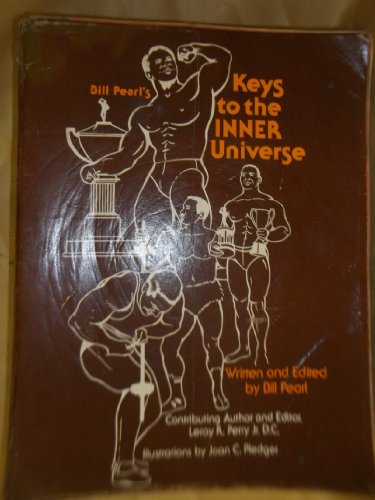 Bill Pearl's
Keys
to the
INNER
Universe
Written and Edited
by Bill Pearl
Contributing Author and Editor,
Leroy R. Perry Jr. D.C.
Illustrations by Joan C. Pledger